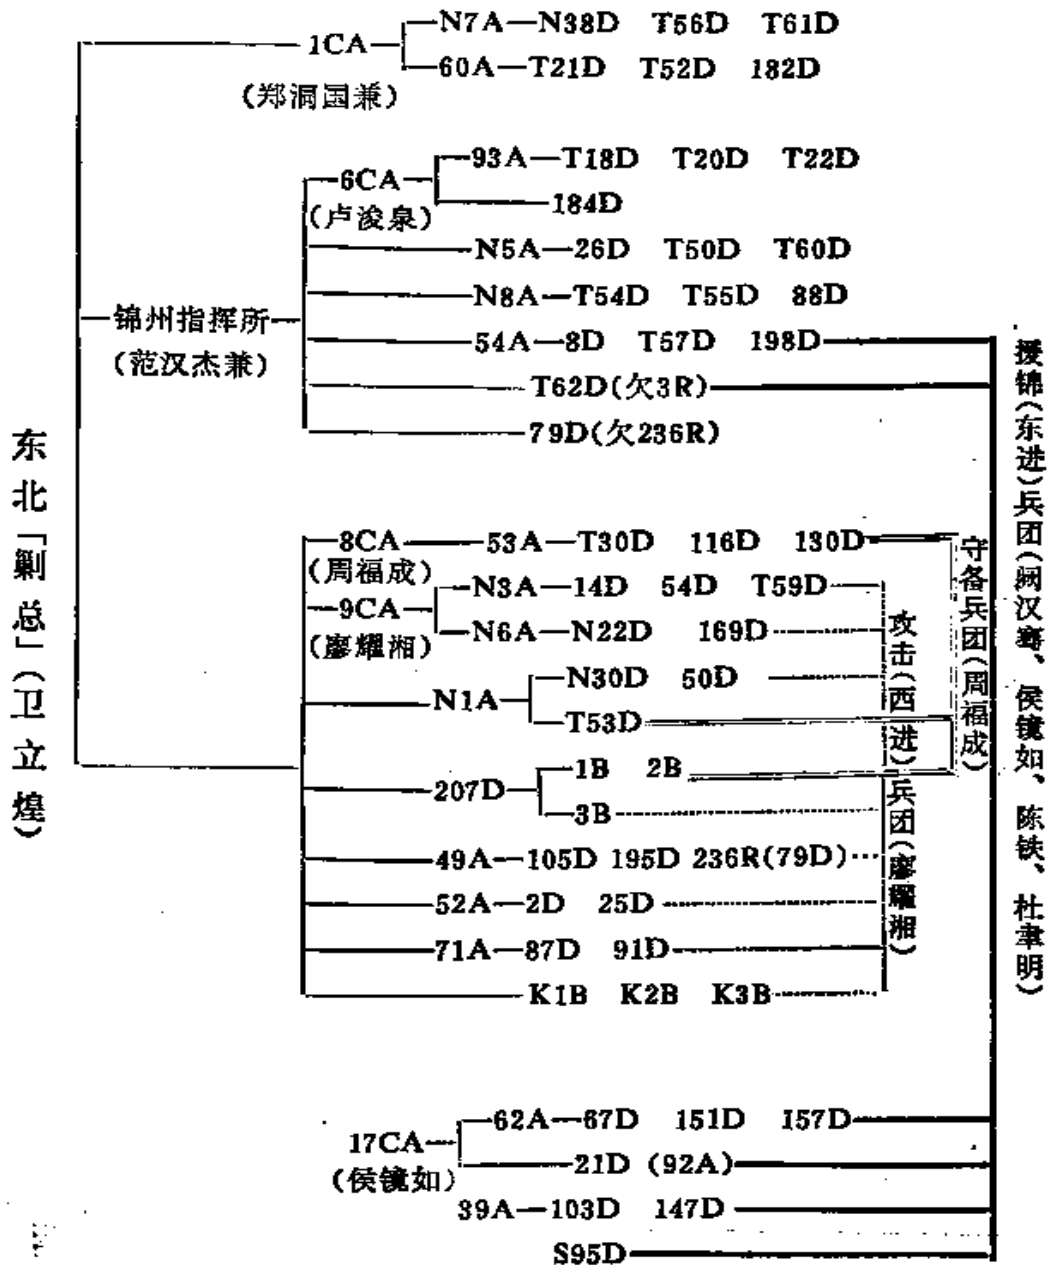 东北「剿总」(卫立煌)
1CA
(郑洞国兼)
N7A—N38D T56D T61D
60A—T21D T52D 182D
锦州指挥所
(范汉杰兼)
6CA
(卢浚泉)
93A—T18D T20D T22D
184D
N5A—26D T50D T60D
N8A—T54D T55D 88D
54A—8D T57D 198D
T62D(欠3R)
79D(欠236R)
8CA
(周福成)
53A—T30D 116D 130D
9CA
(廖耀湘)
N3A—14D 54D T59D
N6A—N22D 169D
N1A
N30D 50D
T53D
207D
1B 2B
3B
49A—105D 195D 236R(79D)
52A—2D 25D
71A—87D 91D
K1B K2B K3B
攻击(西进)兵团(廖耀湘)
守备兵团(周福成)
援锦(东进)兵团(阙汉骞、侯镜如、陈铁、杜聿明)
17CA
(侯镜如)
62A—67D 151D 157D
21D (92A)
39A—103D 147D
S95D